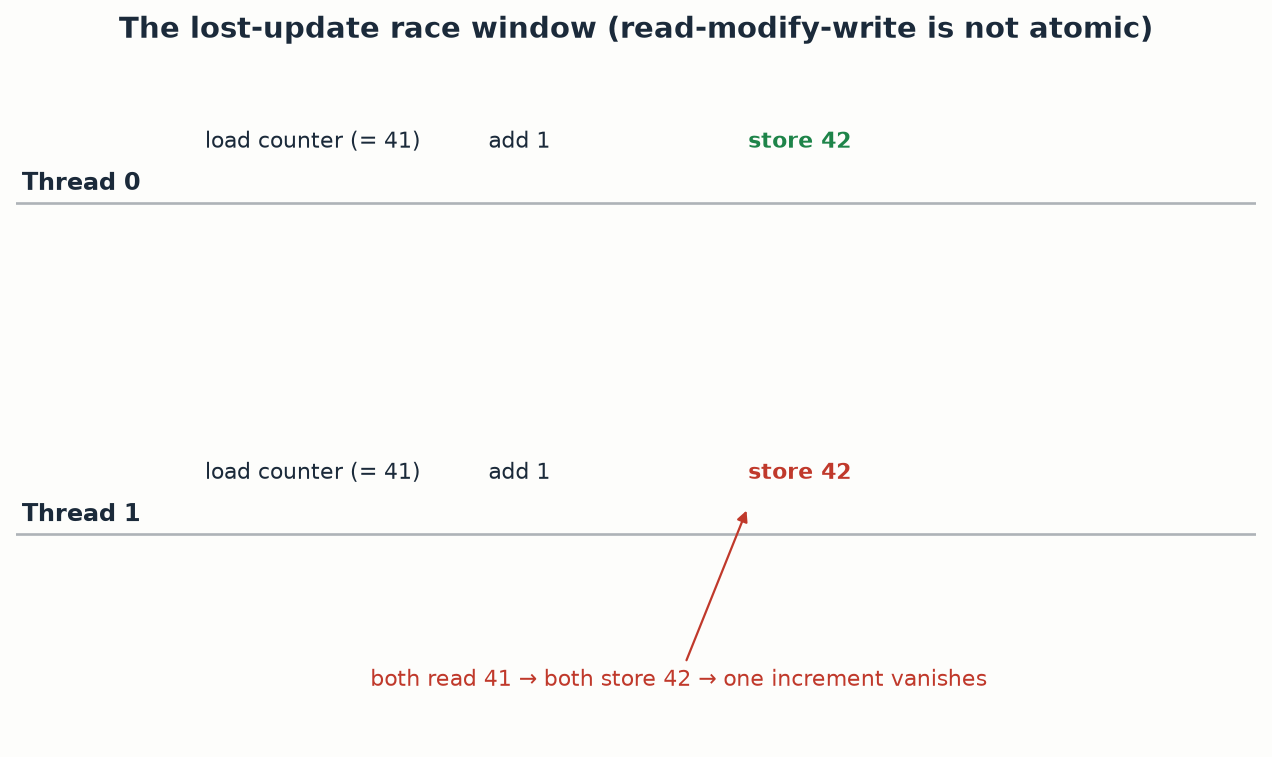 The lost-update race window (read-modify-write is not atomic)
load counter (= 41) add 1 store 42
Thread 0
load counter (= 41) add 1 store 42
Thread 1
both read 41 → both store 42 → one increment vanishes